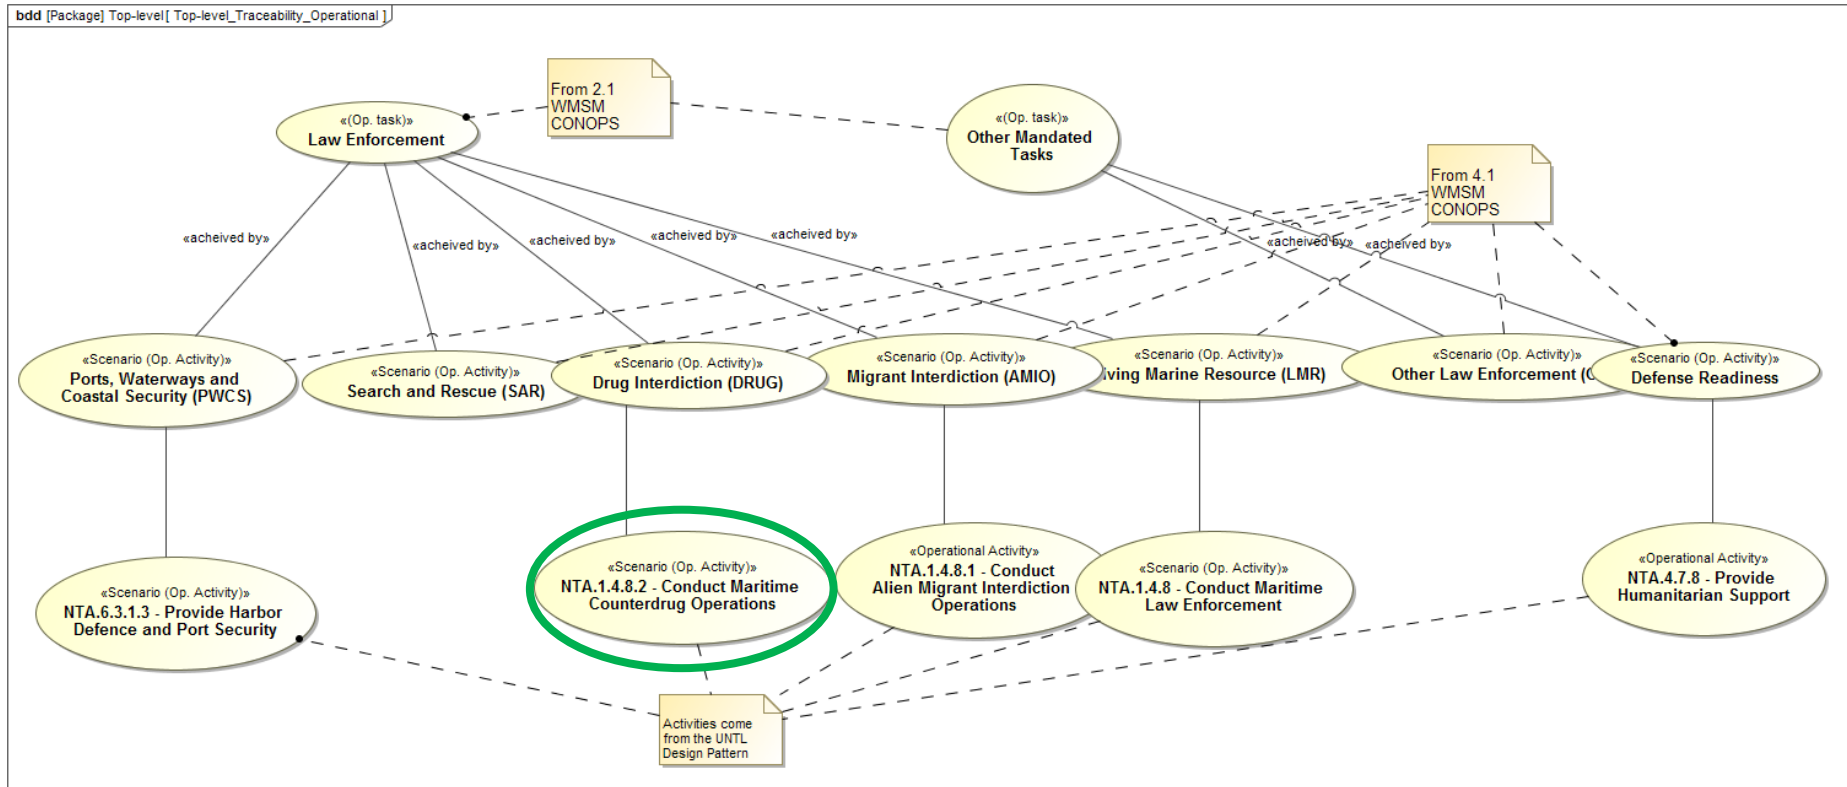 bdd [Package] Top-level [ Top-level_Traceability_Operational ]
From 2.1
WMSM
CONOPS
«(Op. task)»
Law Enforcement
«(Op. task)»
Other Mandated
Tasks
From 4.1
WMSM
CONOPS
«acheived by»
«acheived by»
«acheived by»
«acheived by»
«acheived by»
«acheived by»
«acheived by»
«Scenario (Op. Activity)»
Ports, Waterways and
Coastal Security (PWCS)
«Scenario (Op. Activity)»
Search and Rescue (SAR)
«Scenario (Op. Activity)»
Drug Interdiction (DRUG)
«Scenario (Op. Activity)»
Migrant Interdiction (AMIO)
«Scenario (Op. Activity)»
iving Marine Resource (LMR)
«Scenario (Op. Activity)»
Other Law Enforcement (
«Scenario (Op. Activity)»
Defense Readiness
«Scenario (Op. Activity)»
NTA.6.3.1.3 - Provide Harbor
Defence and Port Security
«Scenario (Op. Activity)»
NTA.1.4.8.2 - Conduct Maritime
Counterdrug Operations
«Operational Activity»
NTA.1.4.8.1 - Conduct
Alien Migrant Interdiction
Operations
«Scenario (Op. Activity)»
NTA.1.4.8 - Conduct Maritime
Law Enforcement
«Operational Activity»
NTA.4.7.8 - Provide
Humanitarian Support
Activities come
from the UNTL
Design Pattern